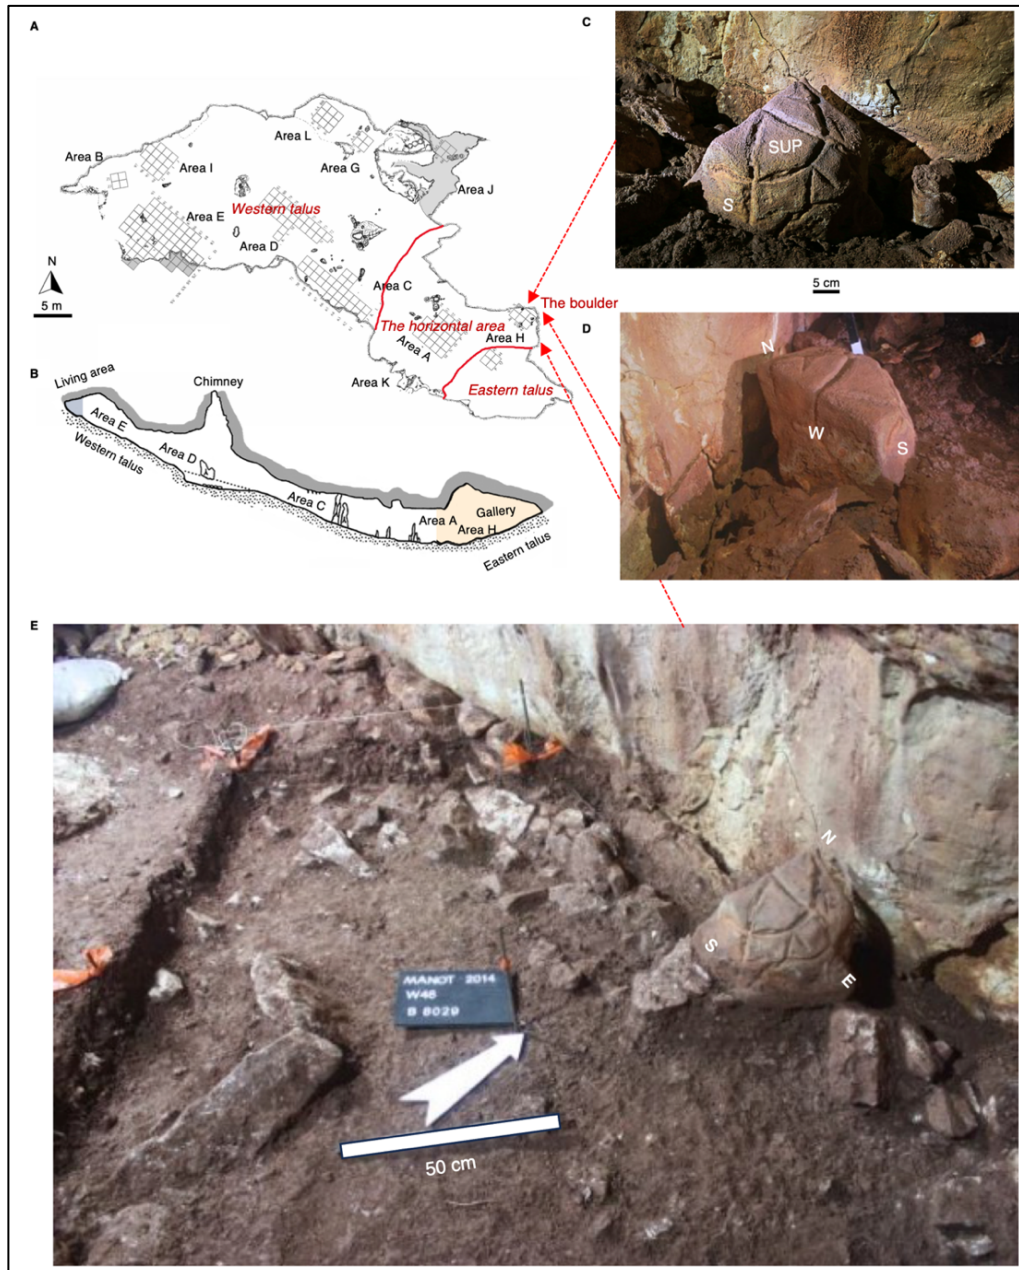 A
Area B
Area L
Area I
Area G
Area J
Area E
Western talus
Area D
N
5 m
Area C
The boulder
The horizontal area
Area H
Area A
Area K
Eastern talus
B
Living area
Chimney
Area E
Western talus
Area D
Area C
Area A
Gallery
Area H
Eastern talus
C
SUP
S
5 cm
D
N
W
S
E
N
S
E
MANOT 2014
W46
B 8029
50 cm